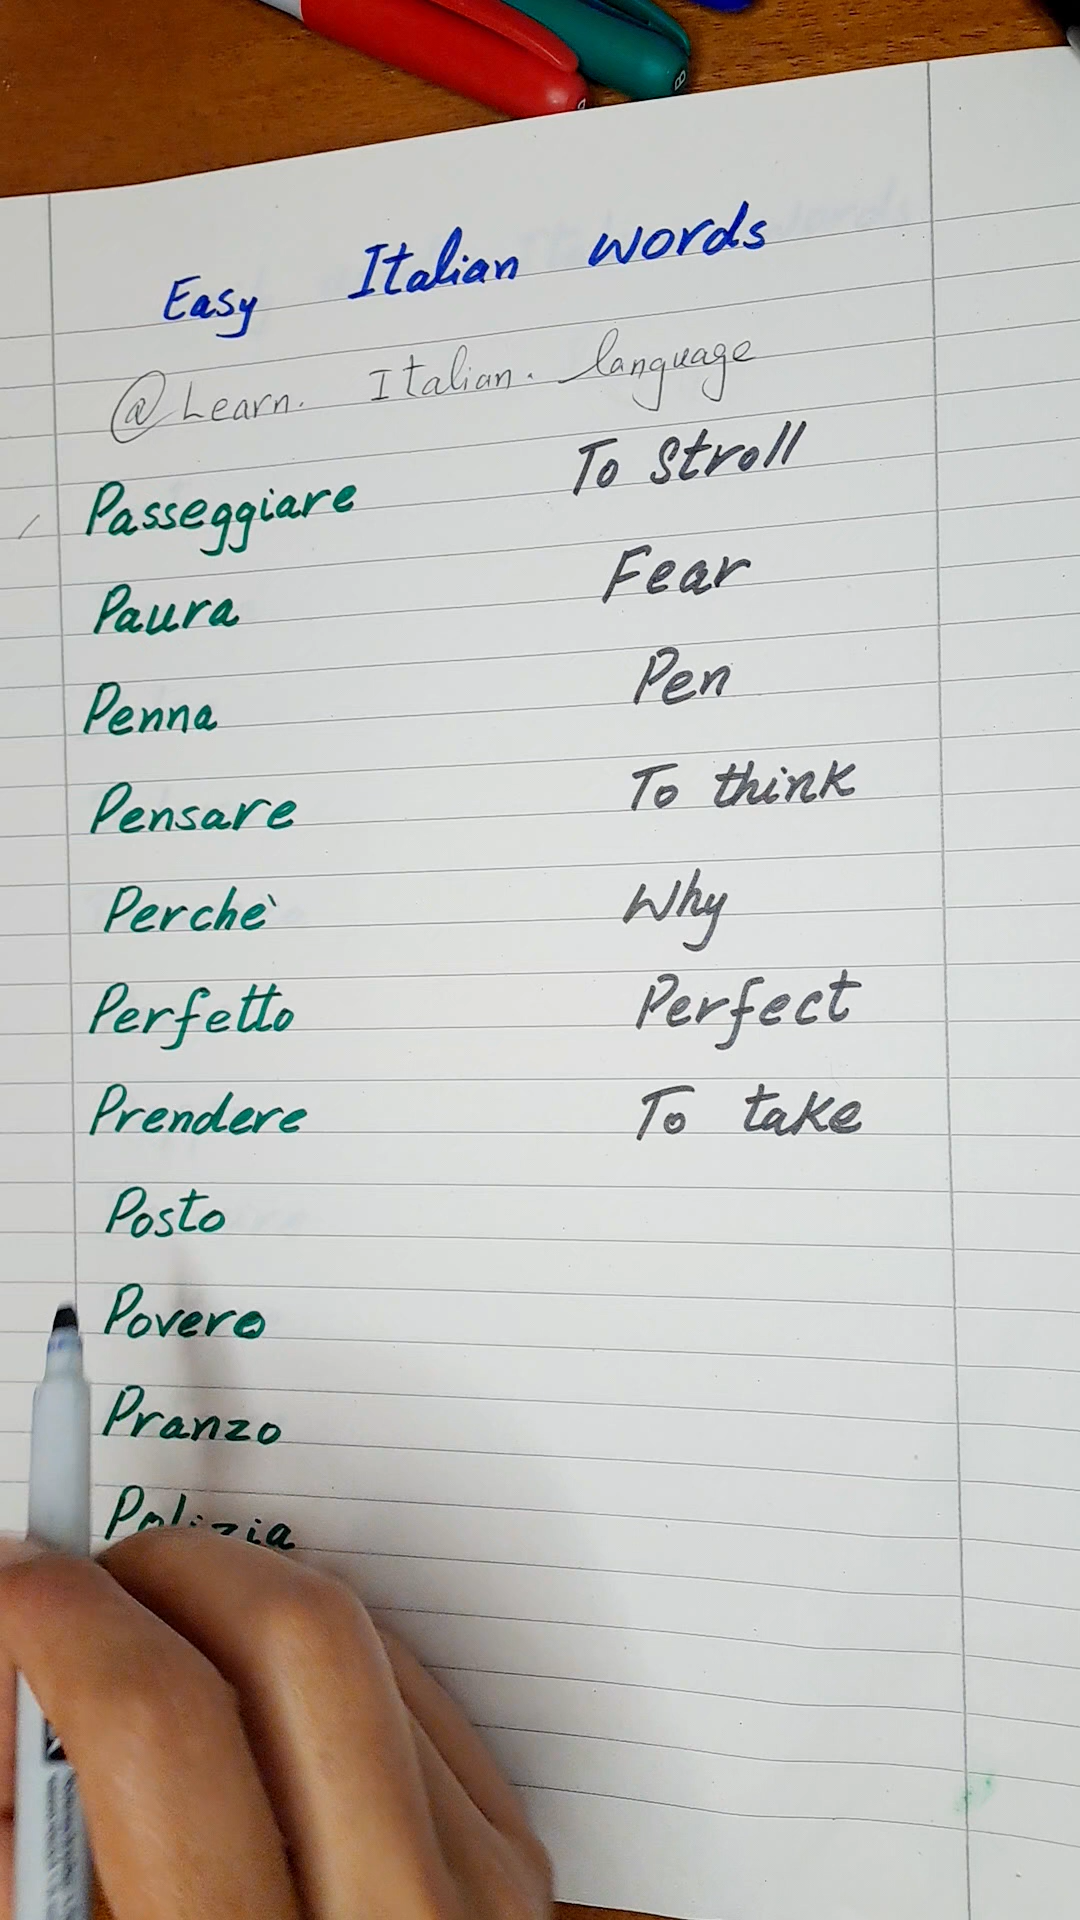 Easy Italian words
@Learn. Italian. language
Passeggiare To stroll
Paura Fear
Penna Pen
Pensare To think
Perchè Why
Perfetto Perfect
Prendere To take
Posto
Povero
Pranzo
Polizia